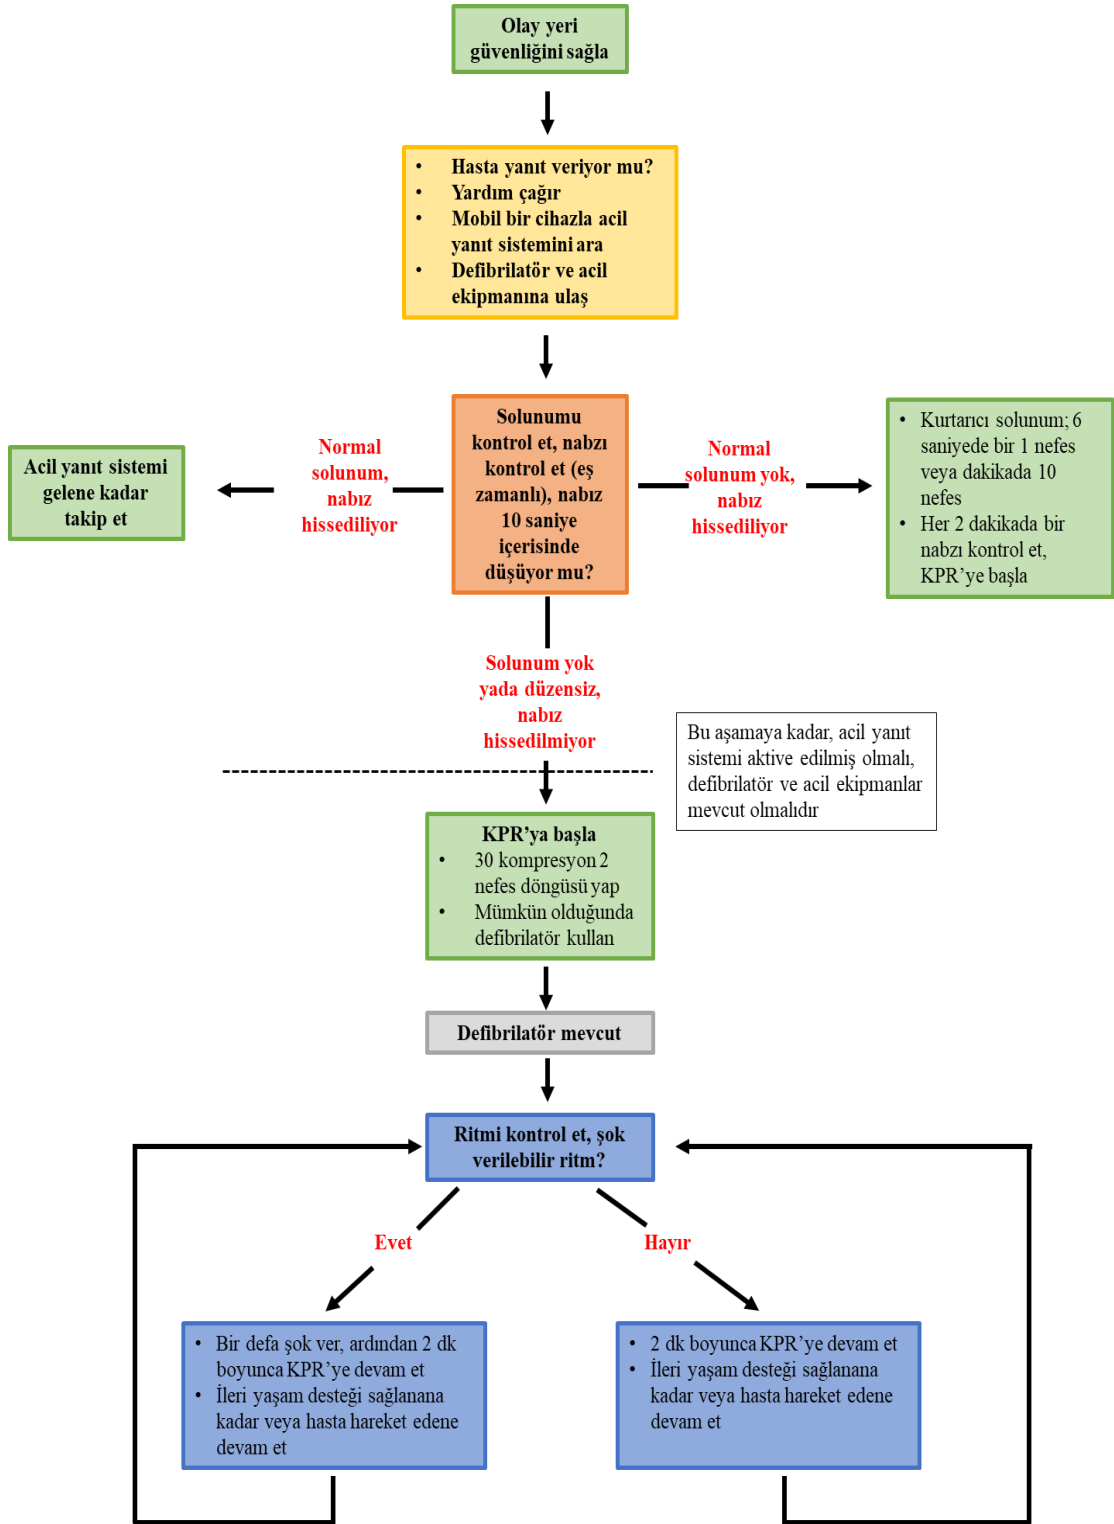 Olay yeri
güvenliğini sağla
• Hasta yanıt veriyor mu?
• Yardım çağır
• Mobil bir cihazla acil
yanıt sistemini ara
• Defibrilatör ve acil
ekipmanına ulaş
Acil yanıt sistemi
gelene kadar
takip et
Normal
solunum,
nabız
hissediliyor
Solunumu
kontrol et, nabzı
kontrol et (eş
zamanlı), nabız
10 saniye
içerisinde
düşüyor mu?
Normal
solunum yok,
nabız
hissediliyor
• Kurtarıcı solunum; 6
saniyede bir 1 nefes
veya dakikada 10
nefes
• Her 2 dakikada bir
nabzı kontrol et,
KPR’ye başla
Solunum yok
yada düzensiz,
nabız
hissedilmiyor
Bu aşamaya kadar, acil yanıt
sistemi aktive edilmiş olmalı,
defibrilatör ve acil ekipmanlar
mevcut olmalıdır
KPR’ya başla
• 30 kompresyon 2
nefes döngüsü yap
• Mümkün olduğunda
defibrilatör kullan
Defibrilatör mevcut
Ritmi kontrol et, şok
verilebilir ritm?
Evet
Hayır
• Bir defa şok ver, ardından 2 dk
boyunca KPR’ye devam et
• İleri yaşam desteği sağlanana
kadar veya hasta hareket edene
devam et
• 2 dk boyunca KPR’ye devam et
• İleri yaşam desteği sağlanana
kadar veya hasta hareket edene
devam et